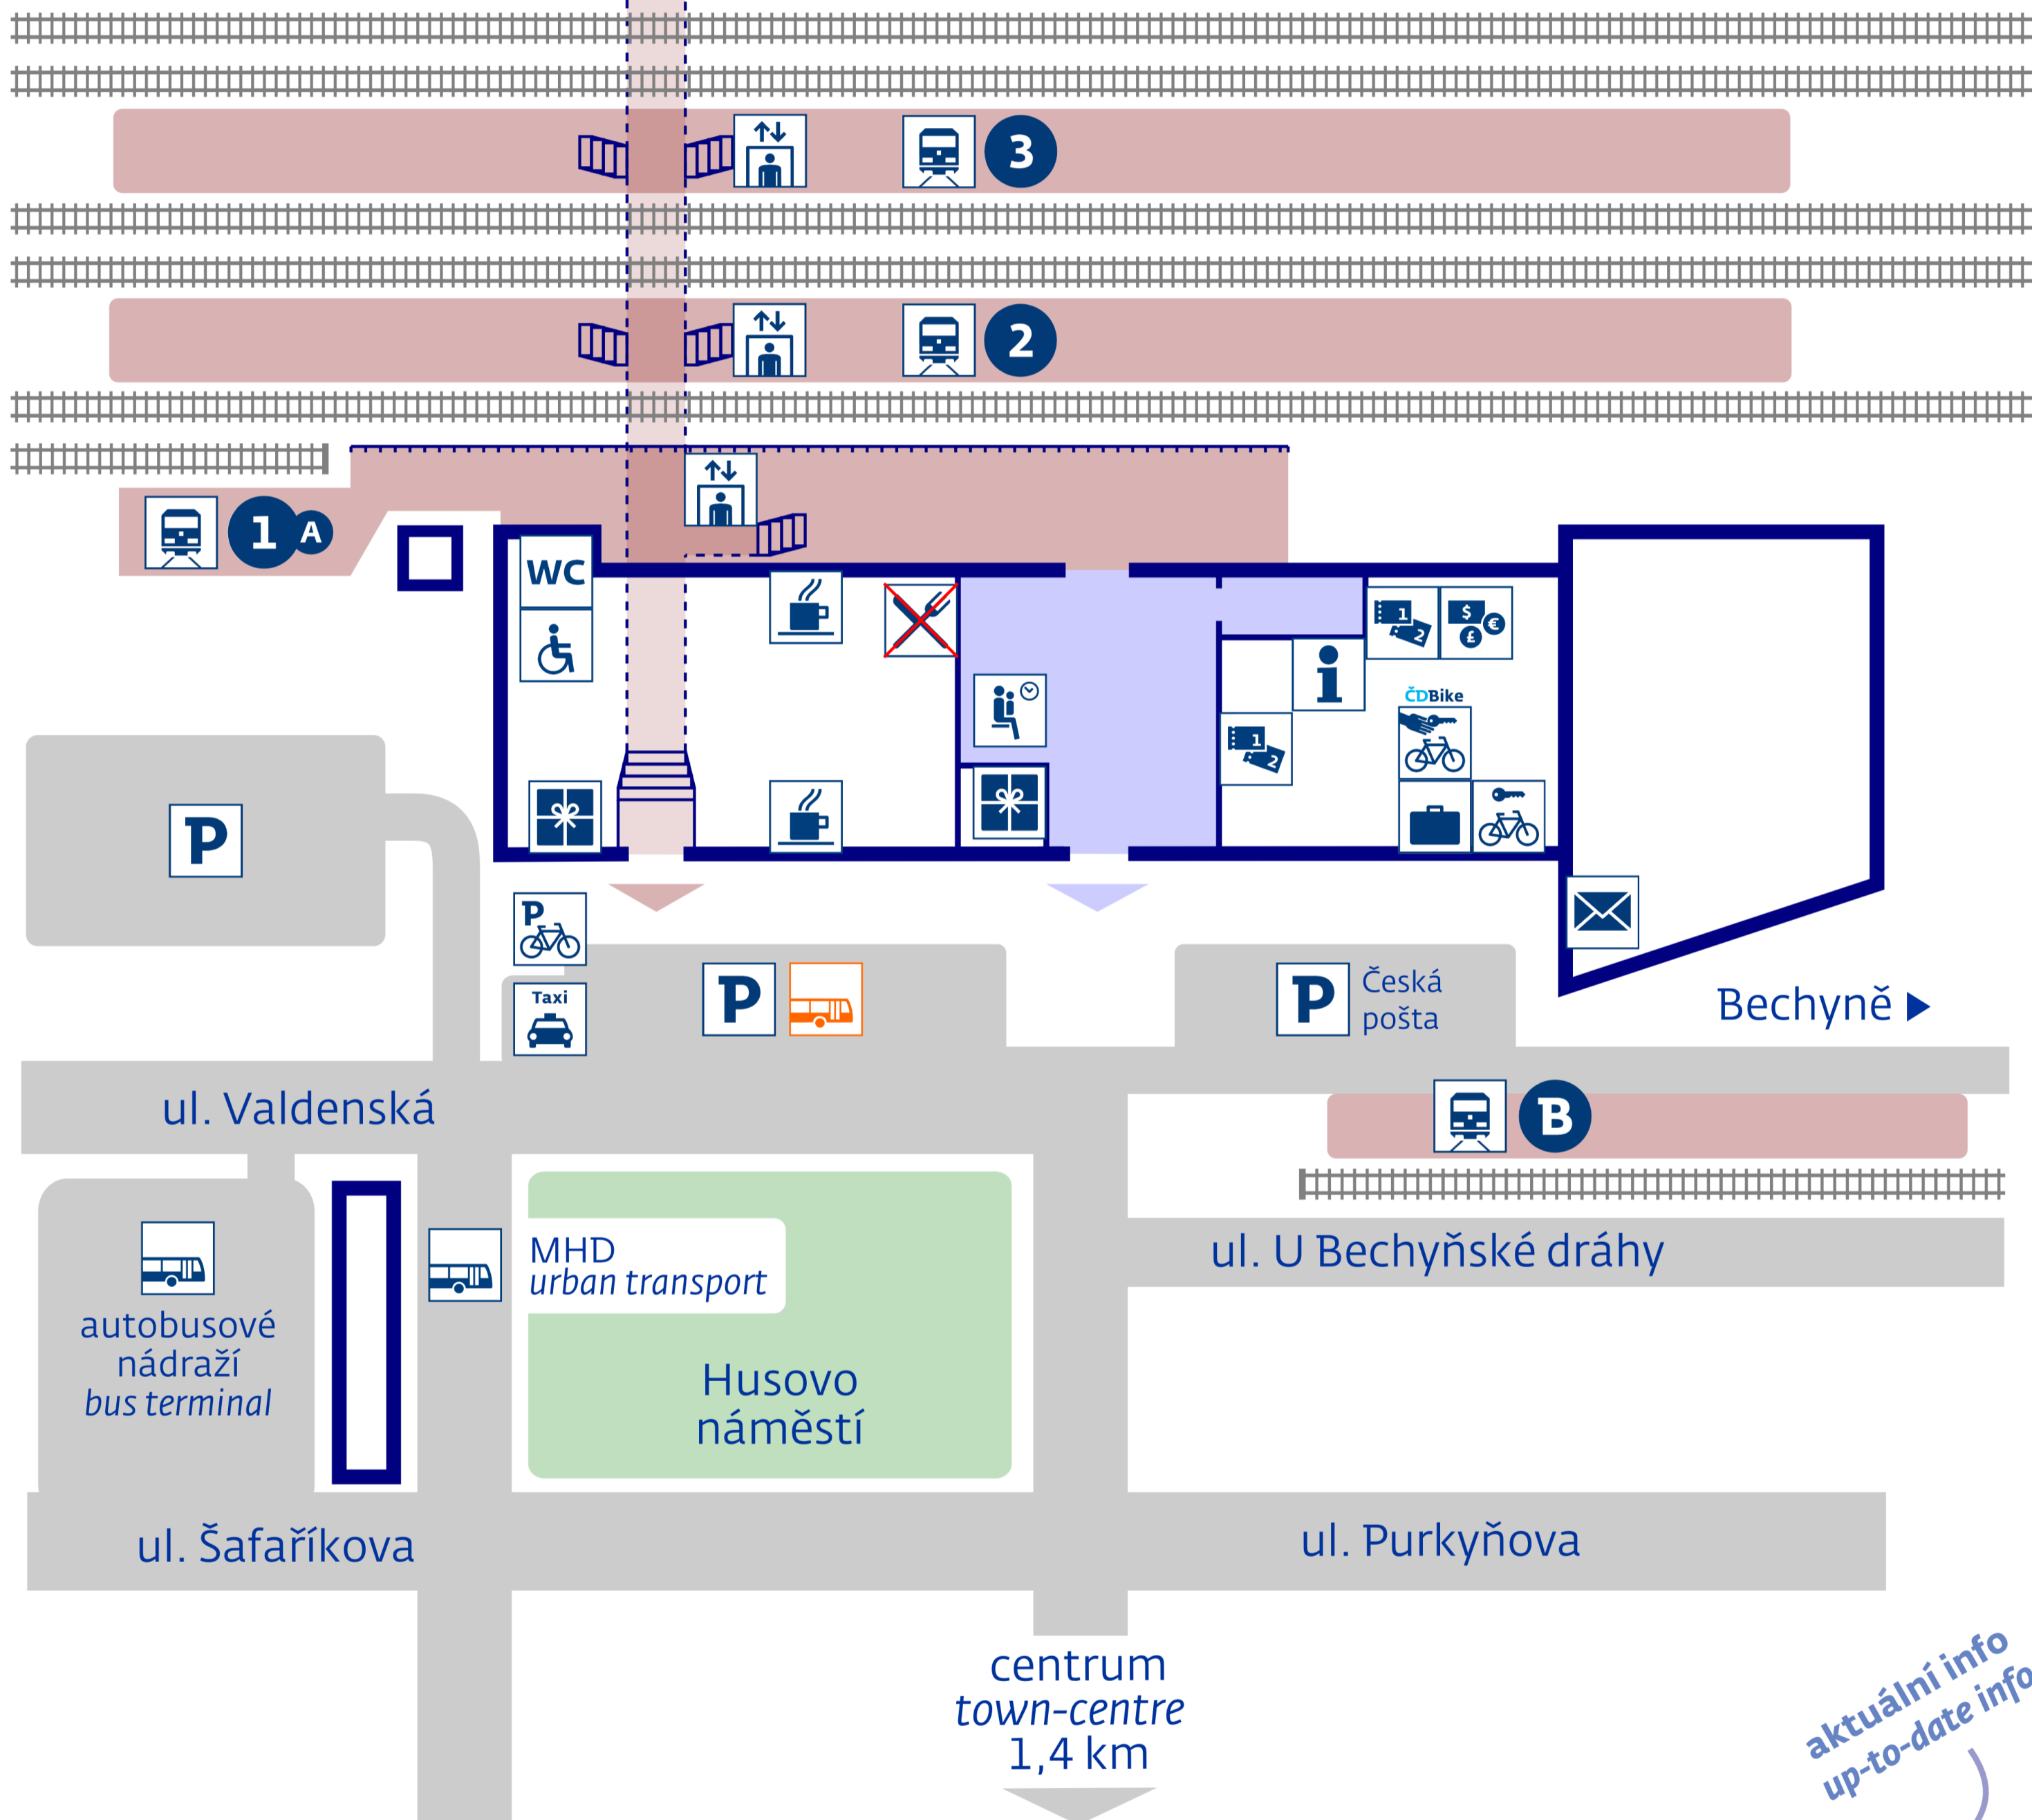 3
2
1 A
WC
1
2
$
£ €
ČDBike
1
2
P
P
Taxi
P
P
Česká
pošta
Bechyně
ul. Valdenská
B
MHD
urban transport
ul. U Bechyňské dráhy
autobusové
nádraží
bus terminal
Husovo
náměstí
ul. Šafaříkova
ul. Purkyňova
centrum
town-centre
1,4 km
aktuální info
up-to-date info